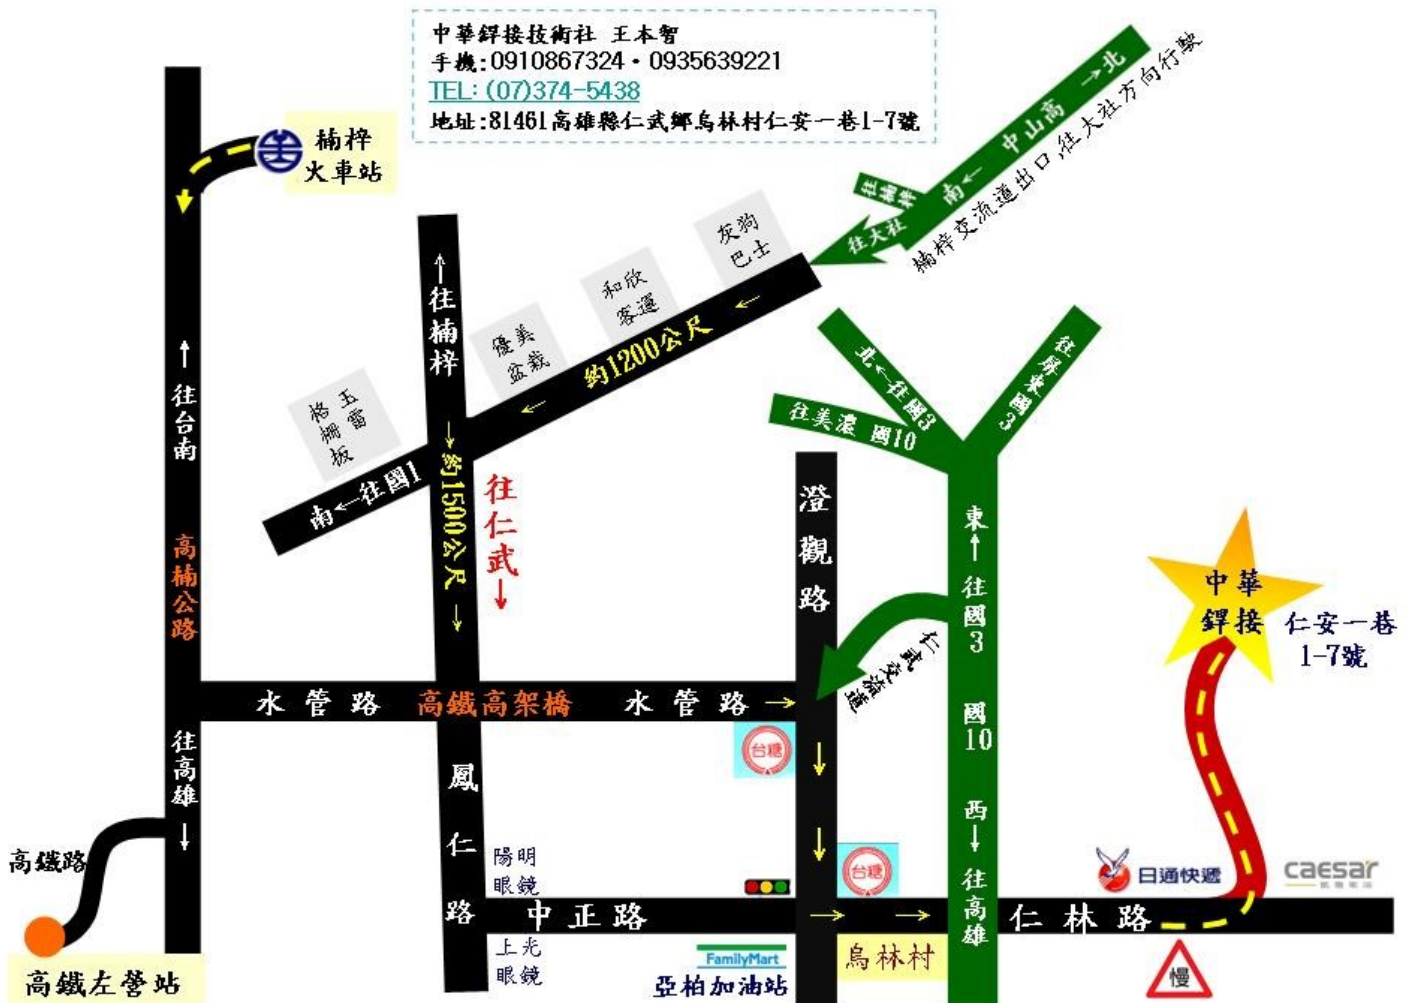 中華銲接技術社 王本智
手機:0910867324・0935639221
TEL: (07)374-5438
地址:81461高雄縣仁武鄉烏林村仁安一巷1-7號
楠梓
火車站
南←中山高→北
往楠梓
往大社
楠梓交流道出口,往大社方向行駛
灰狗
巴士
和欣
客運
優美
盆栽
玉雷
格柵板
←
約1200公尺
←
南←往國1
↑往楠梓
↓約1500公尺↓
往仁武↓
↑往台南
高楠公路
往高雄↓
北←往國3
往屏東國3
往美濃 國10
澄觀路
東↑往國3
國10
西↓往高雄
仁武交流道
中華
銲接
仁安一巷
1-7號
水管路
高鐵高架橋
水管路→
台糖
↓
↓
鳳仁路
陽明
眼鏡
高鐵路
台糖
日通快遞
caesar
中正路
→
→
仁林路
上光
眼鏡
FamilyMart
亞柏加油站
烏林村
慢
高鐵左營站